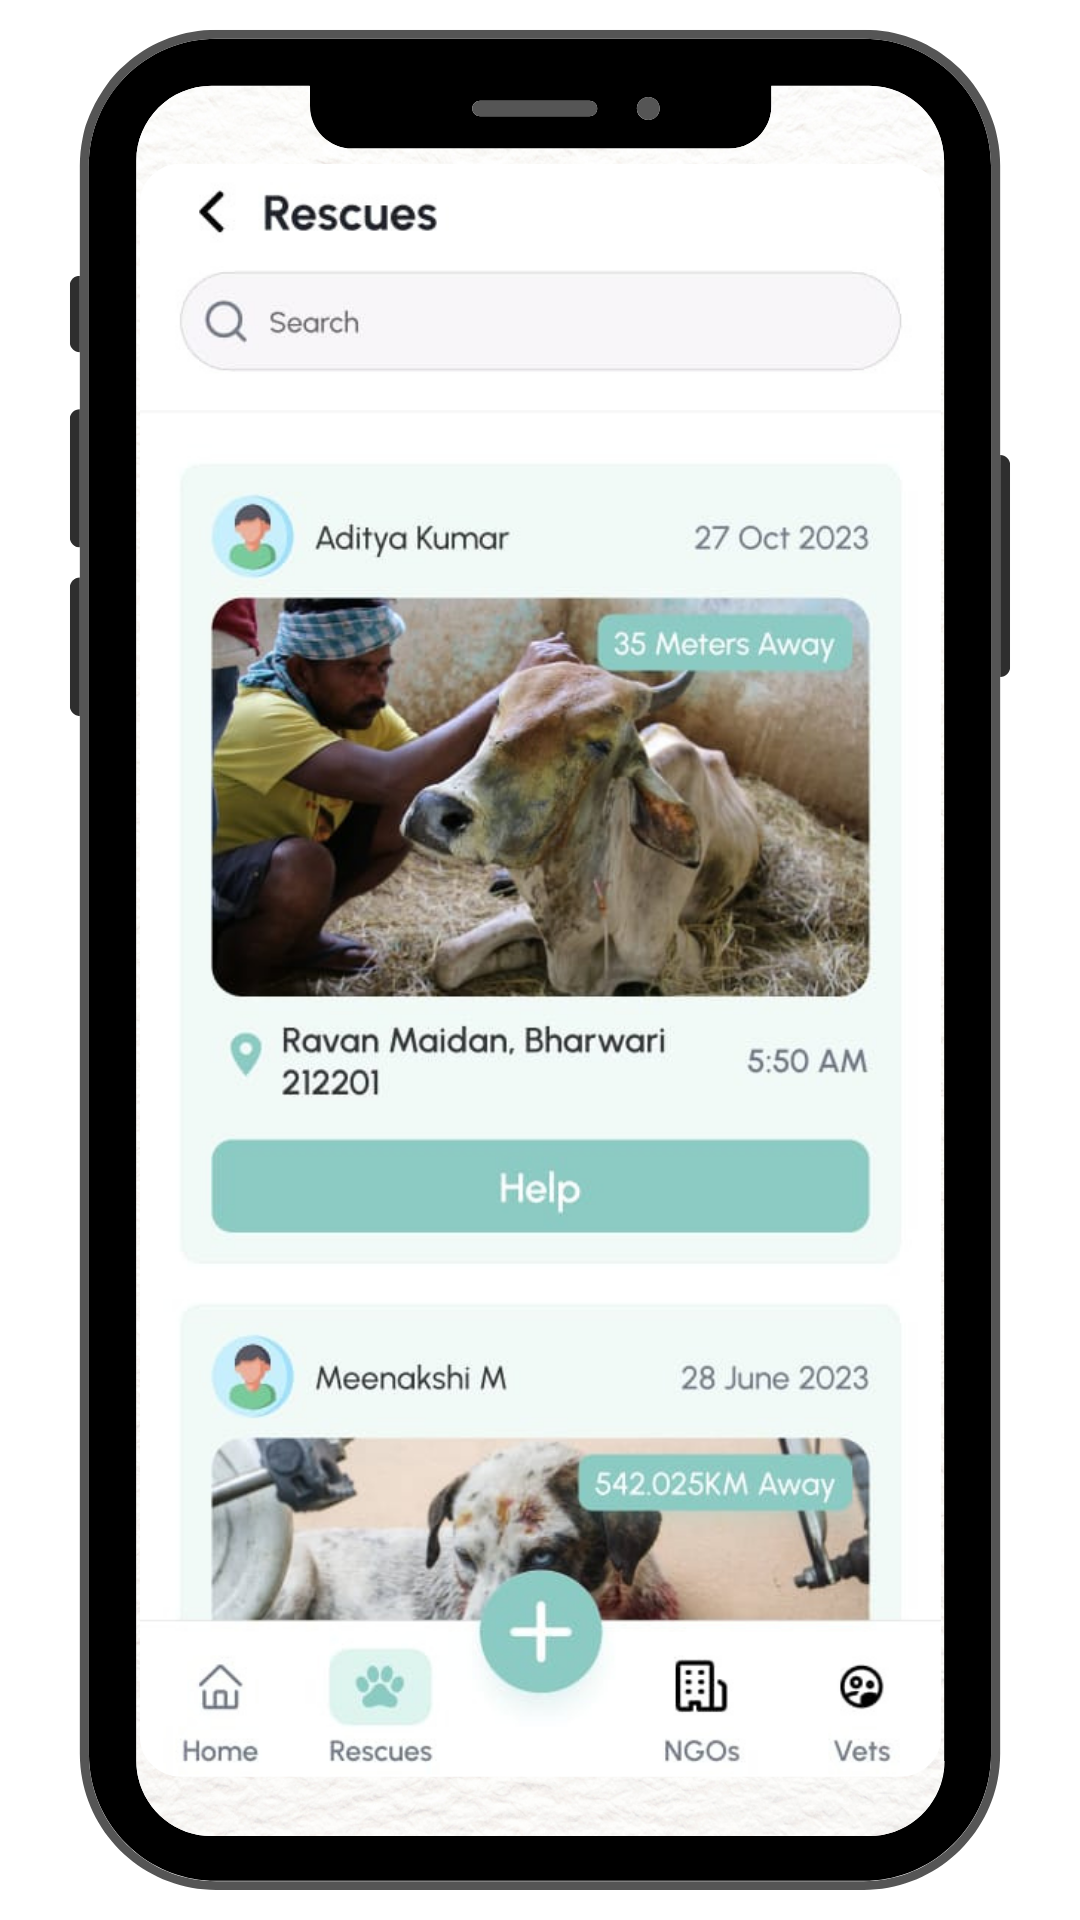 Rescues
Search
Aditya Kumar
27 Oct 2023
35 Meters Away
Ravan Maidan, Bharwari
212201
5:50 AM
Help
Meenakshi M
28 June 2023
542.025KM Away
Home
Rescues
NGOs
Vets